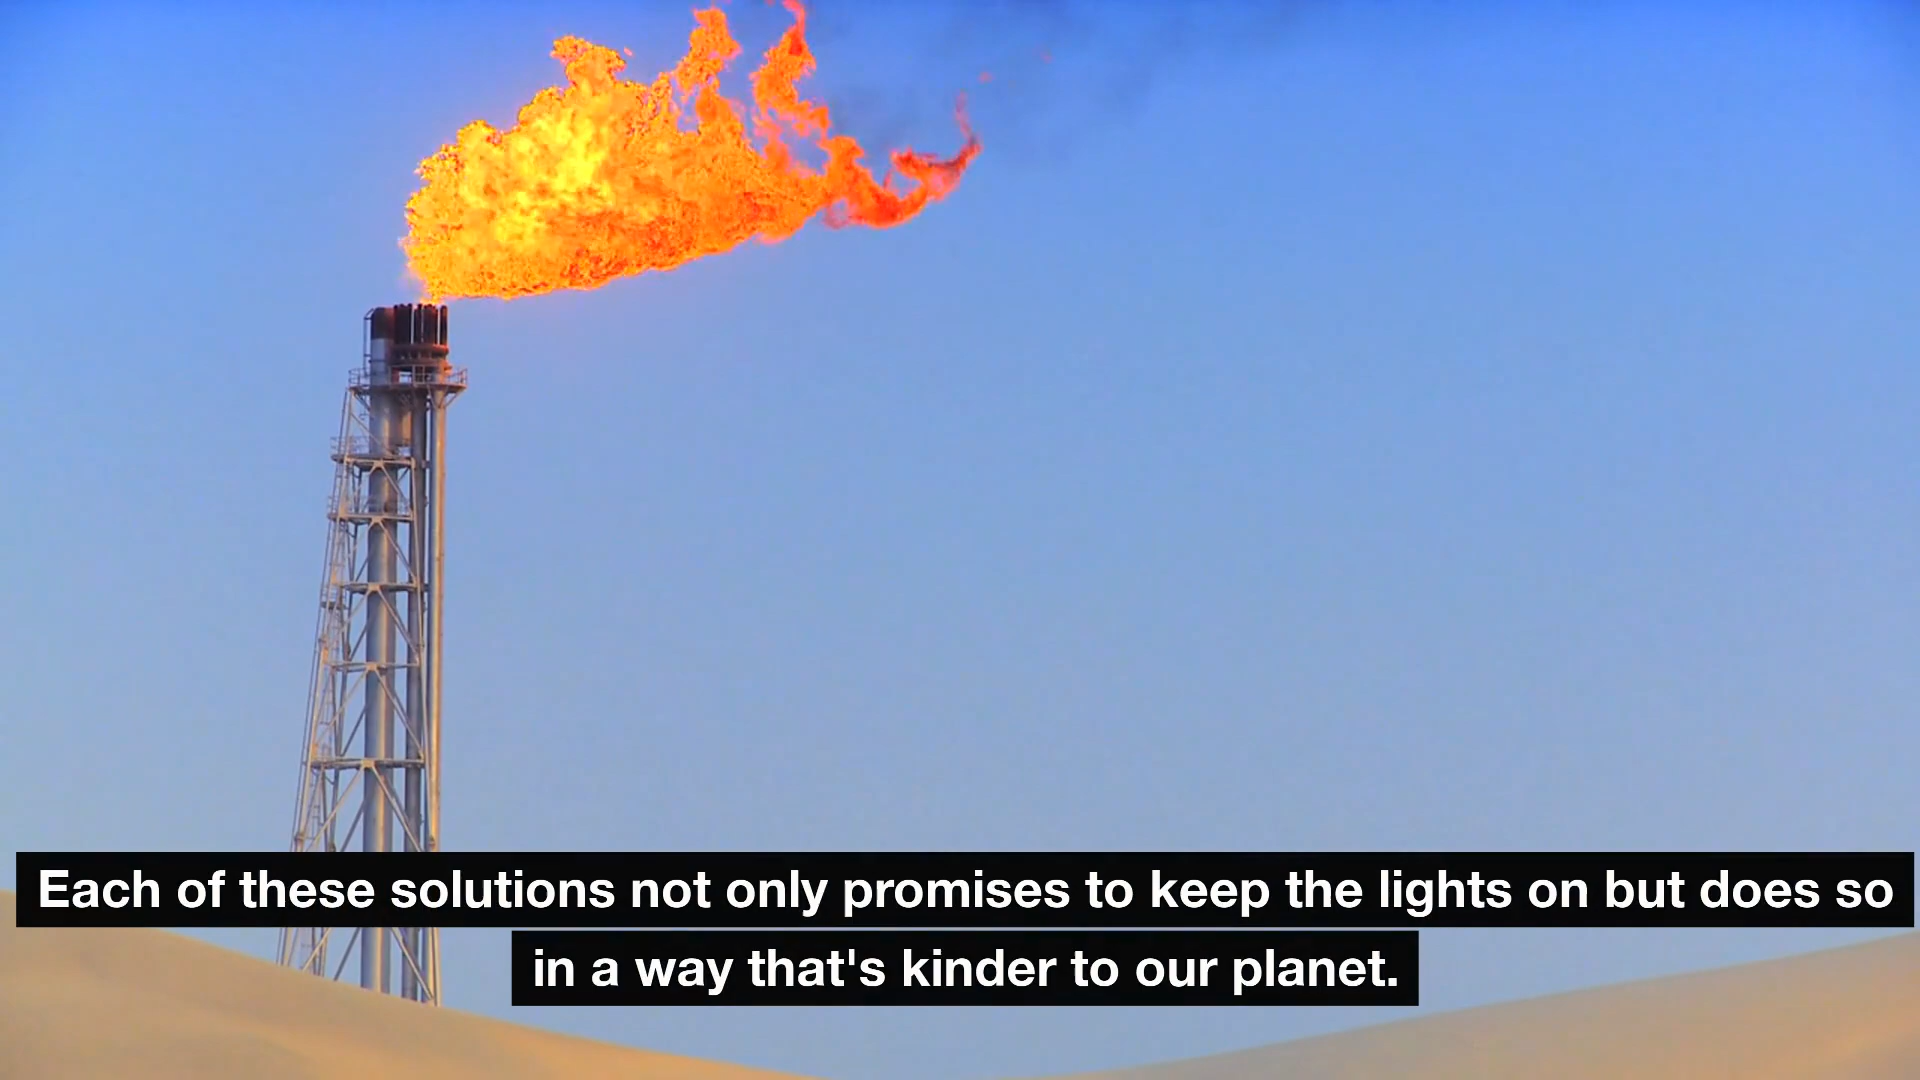 Each of these solutions not only promises to keep the lights on but does so
in a way that's kinder to our planet.